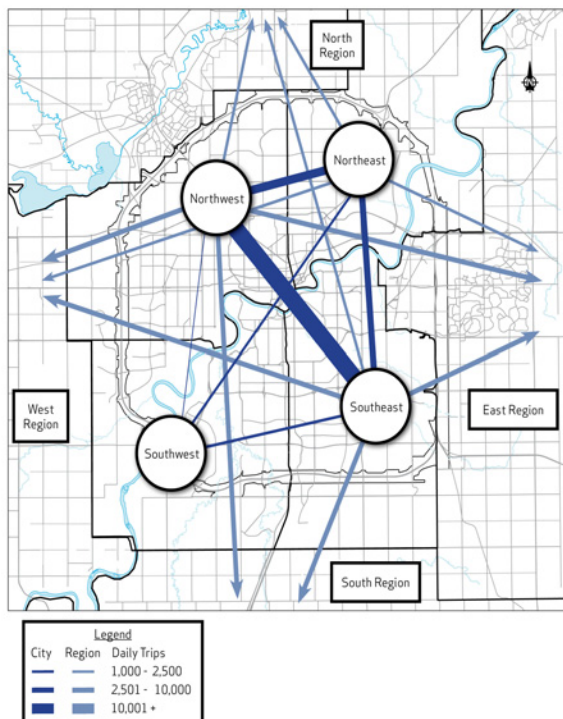 North
Region
Northeast
Northwest
Southeast
West
Region
East Region
Southwest
South Region
Legend
City Region Daily Trips
1,000 - 2,500
2,501 - 10,000
10,001 +